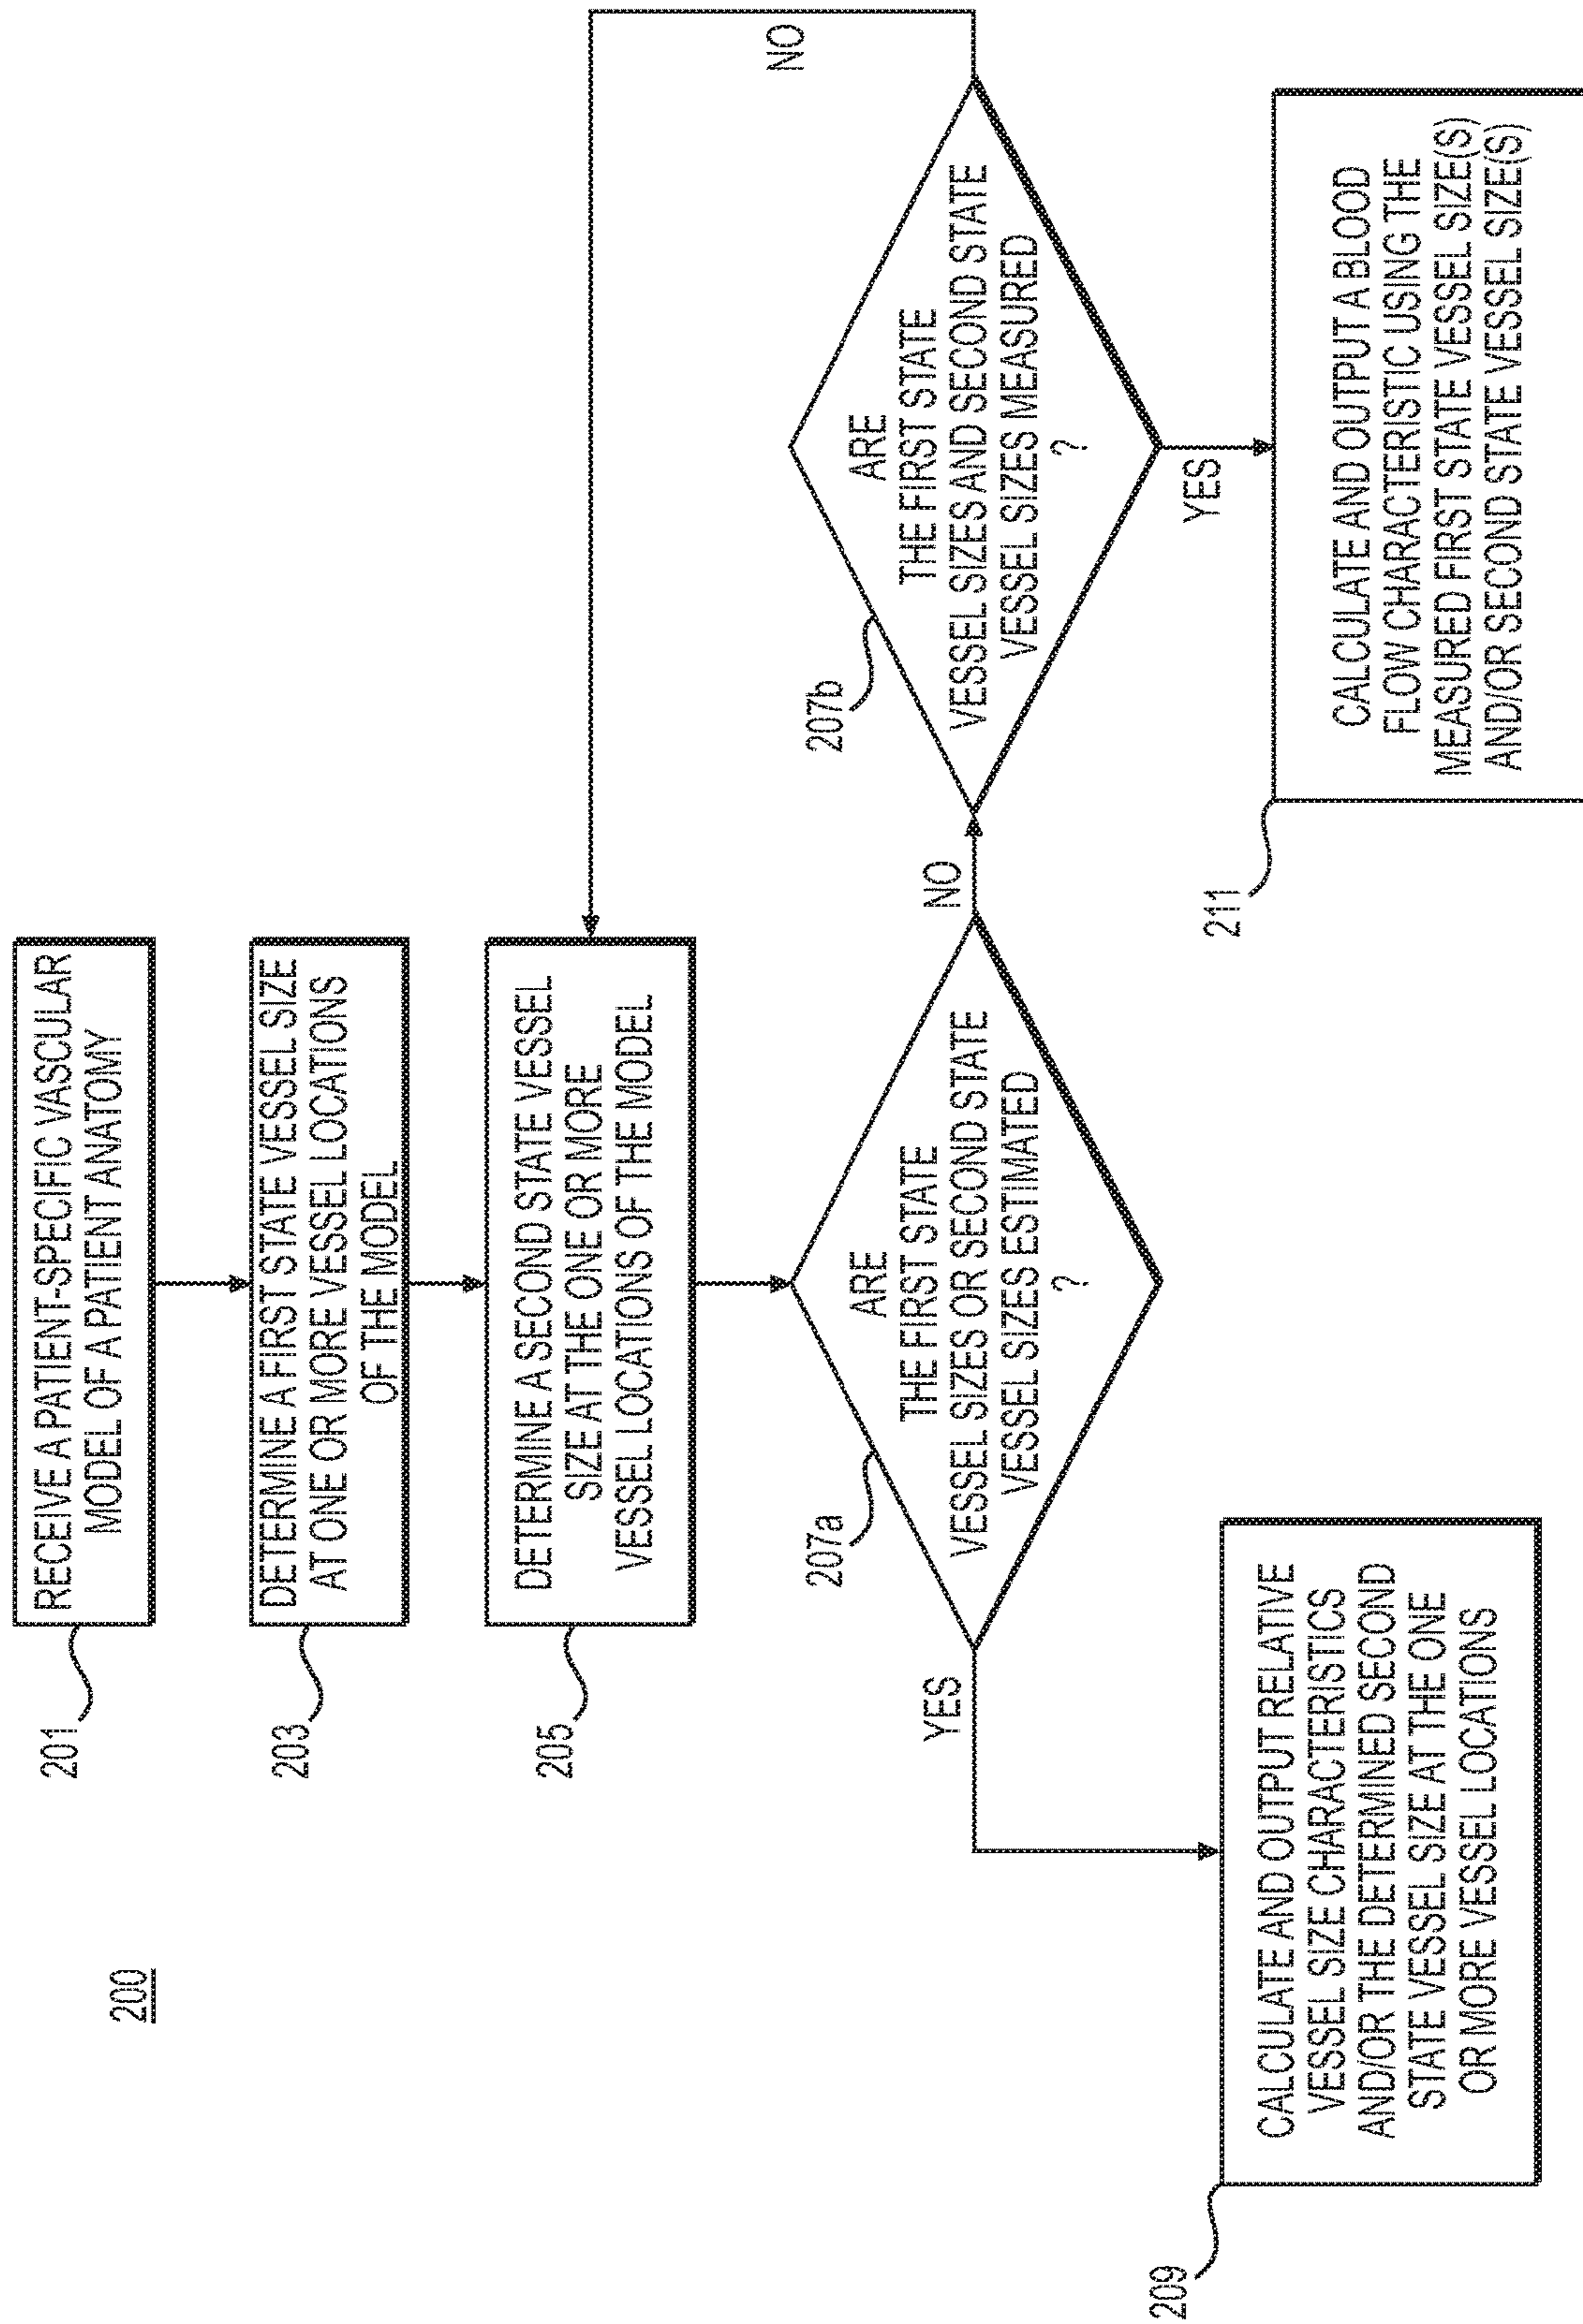 200
201
RECEIVE A PATIENT-SPECIFIC VASCULAR
MODEL OF A PATIENT ANATOMY
203
DETERMINE A FIRST STATE VESSEL SIZE
AT ONE OR MORE VESSEL LOCATIONS
OF THE MODEL
205
DETERMINE A SECOND STATE VESSEL
SIZE AT THE ONE OR MORE
VESSEL LOCATIONS OF THE MODEL
207a
ARE
THE FIRST STATE
VESSEL SIZES OR SECOND STATE
VESSEL SIZES ESTIMATED
?
YES
NO
207b
ARE
THE FIRST STATE
VESSEL SIZES AND SECOND STATE
VESSEL SIZES MEASURED
?
NO
YES
209
CALCULATE AND OUTPUT RELATIVE
VESSEL SIZE CHARACTERISTICS
AND/OR THE DETERMINED SECOND
STATE VESSEL SIZE AT THE ONE
OR MORE VESSEL LOCATIONS
211
CALCULATE AND OUTPUT A BLOOD
FLOW CHARACTERISTIC USING THE
MEASURED FIRST STATE VESSEL SIZE(S)
AND/OR SECOND STATE VESSEL SIZE(S)